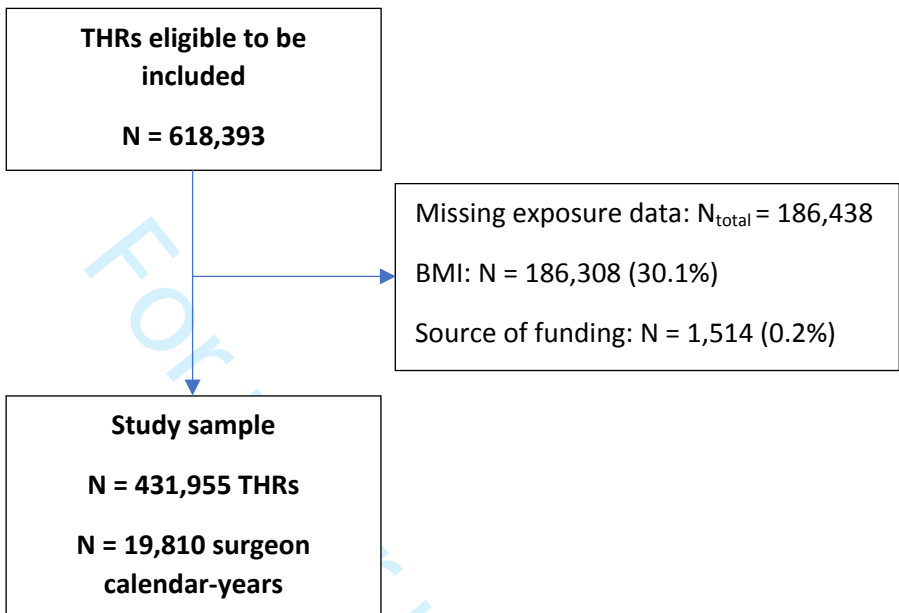 THRs eligible to be
included
N = 618,393
Missing exposure data: Ntotal = 186,438
BMI: N = 186,308 (30.1%)
Source of funding: N = 1,514 (0.2%)
Study sample
N = 431,955 THRs
N = 19,810 surgeon
calendar-years
For